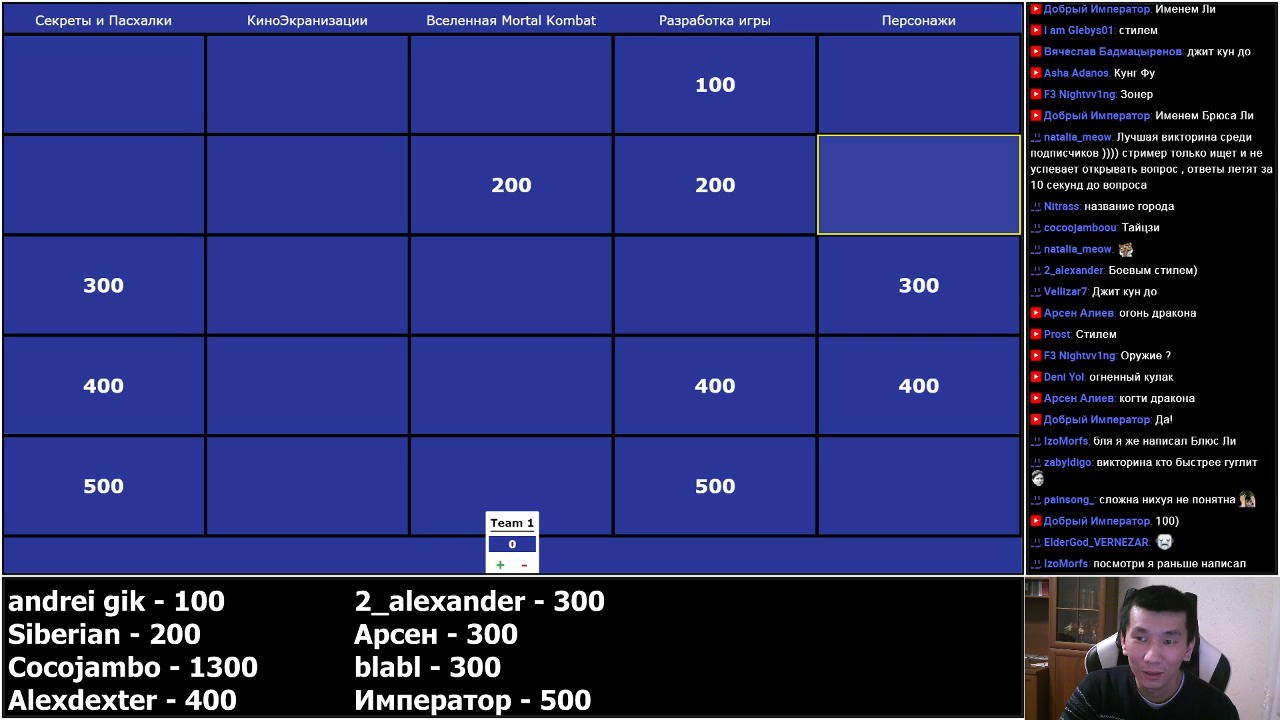 Секреты и Пасхалки
КиноЭкранизации
Вселенная Mortal Kombat
Разработка игры
Персонажи
100
200
200
300
300
400
400
400
500
500
Team 1
0
+ -
Добрый Император: Именем Ли
I am Glebys01: стилем
Вячеслав Бадмацыренов: джит кун до
Asha Adanos: Кунг Фу
F3 Nightvv1ng: Зонер
Добрый Император: Именем Брюса Ли
natalia_meow: Лучшая викторина среди
подписчиков )))) стример только ищет и не
успевает открывать вопрос , ответы летят за
10 секунд до вопроса
Nitrass: название города
cocoojamboou: Тайцзи
natalia_meow:
2_alexander: Боевым стилем)
Vellizar7: Джит кун до
Арсен Алиев: огонь дракона
Prost: Стилем
F3 Nightvv1ng: Оружие ?
Deni Yol: огненный кулак
Арсен Алиев: когти дракона
Добрый Император: Да!
IzoMorfs: бля я же написал Блюс Ли
zabyldigo: викторина кто быстрее гуглит
painsong_: сложна нихуя не понятна
Добрый Император: 100)
ElderGod_VERNEZAR:
IzoMorfs: посмотри я раньше написал
andrei gik - 100
Siberian - 200
Cocojambo - 1300
Alexdexter - 400
2_alexander - 300
Арсен - 300
blabl - 300
Император - 500